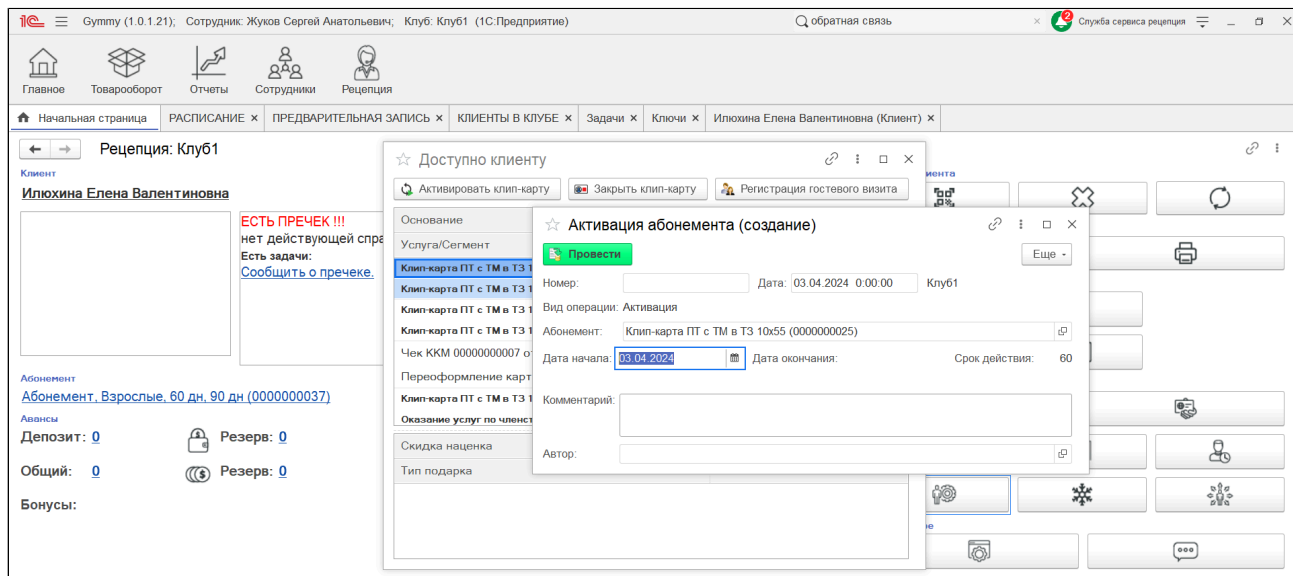 Gymmy (1.0.1.21); Сотрудник: Жуков Сергей Анатольевич; Клуб: Клуб1 (1С:Предприятие)
обратная связь
2
Служба сервиса рецепция
Главное
Товарооборот
Отчеты
Сотрудники
Рецепция
Начальная страница
РАСПИСАНИЕ
ПРЕДВАРИТЕЛЬНАЯ ЗАПИСЬ
КЛИЕНТЫ В КЛУБЕ
Задачи
Ключи
Илюхина Елена Валентиновна (Клиент)
Рецепция: Клуб1
Клиент
Илюхина Елена Валентиновна
ЕСТЬ ПРЕЧЕК !!!
нет действующей спра
Есть задачи:
Сообщить о пречеке.
Абонемент
Абонемент, Взрослые, 60 дн, 90 дн (0000000037)
Авансы
Депозит: 0
Резерв: 0
Общий: 0
Резерв: 0
Бонусы:
Доступно клиенту
Активировать клип-карту
Закрыть клип-карту
Регистрация гостевого визита
Основание
Услуга/Сегмент
Клип-карта ПТ с ТМ в ТЗ 1
Клип-карта ПТ с ТМ в ТЗ 1
Клип-карта ПТ с ТМ в ТЗ 1
Клип-карта ПТ с ТМ в ТЗ 1
Чек ККМ 00000000007 о
Переоформление карт
Клип-карта ПТ с ТМ в ТЗ 1
Оказание услуг по членст
Скидка наценка
Тип подарка
Активация абонемента (создание)
Провести
Еще
Номер:
Дата: 03.04.2024 0:00:00
Клуб1
Вид операции: Активация
Абонемент: Клип-карта ПТ с ТМ в ТЗ 10x55 (0000000025)
Дата начала: 03.04.2024
Дата окончания:
Срок действия: 60
Комментарий:
Автор:
иента
ое